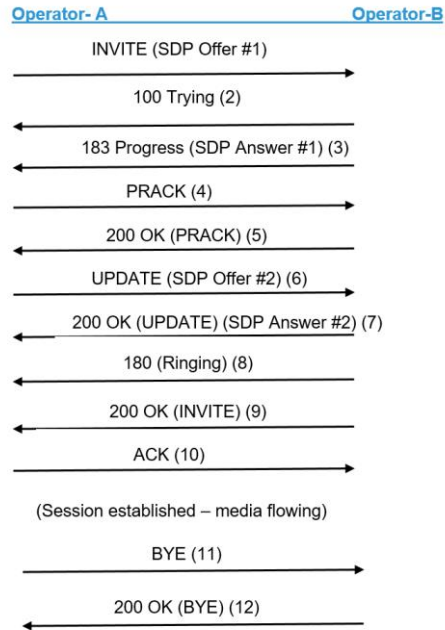 Operator- A Operator-B
INVITE (SDP Offer #1)
100 Trying (2)
183 Progress (SDP Answer #1) (3)
PRACK (4)
200 OK (PRACK) (5)
UPDATE (SDP Offer #2) (6)
200 OK (UPDATE) (SDP Answer #2) (7)
180 (Ringing) (8)
200 OK (INVITE) (9)
ACK (10)
(Session established – media flowing)
BYE (11)
200 OK (BYE) (12)